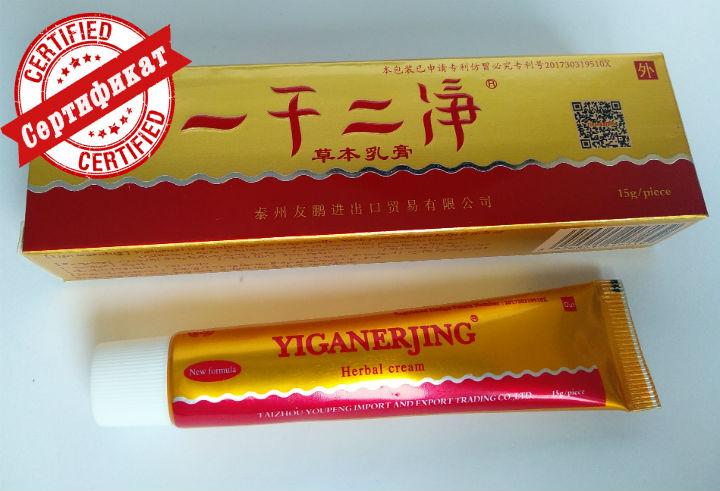 CERTIFIED
Сертификат
CERTIFIED
本包装已申请专利仿冒必究专利号201730319510X
外
一干二净®
草本乳膏
15g/piece
泰州友鹏进出口贸易有限公司
Out
YIGANERJING®
New formula
Herbal cream
15g/piece
TAIZHOU YOUPENG IMPORT AND EXPORT TRADING CO.,LTD.